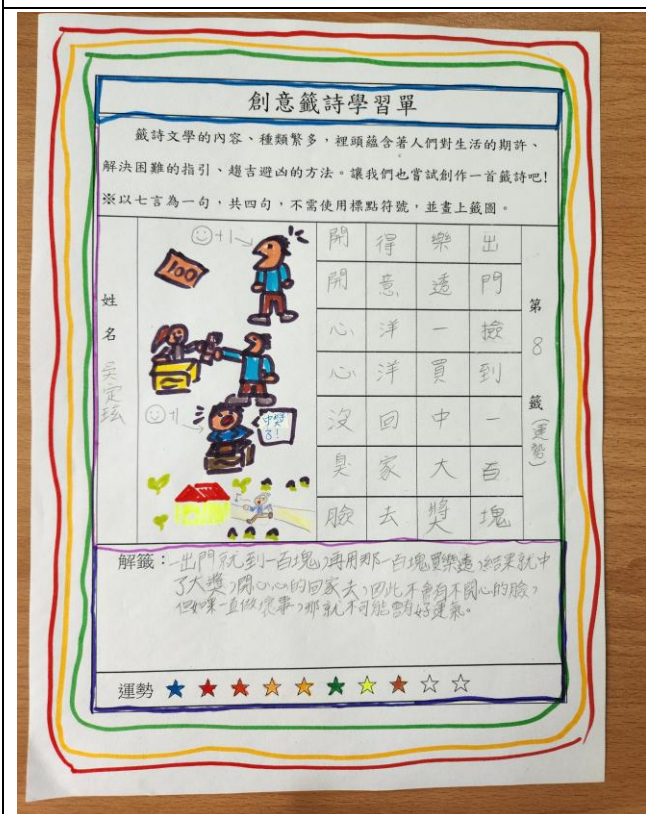 創意籤詩學習單
籤詩文學的內容、種類繁多,裡頭蘊含著人們對生活的期許、
解決困難的指引、趨吉避凶的方法。讓我們也嘗試創作一首籤詩吧!
※以七言為一句,共四句,不需使用標點符號,並畫上籤圖。
第8籤(運勢)
出門撿到一百塊
樂透一買中大獎
得意洋洋回家去
開開心心沒臭臉
+1
100
+1
中獎了!
姓名 吳定玹
解籤:一出門就到一百塊,再用那一百塊買樂透,結果就中
了大獎,開心心的回家去,因此不會有不開心的臉,
但如果一直做壞事,那就不可能會有好運氣。
運勢